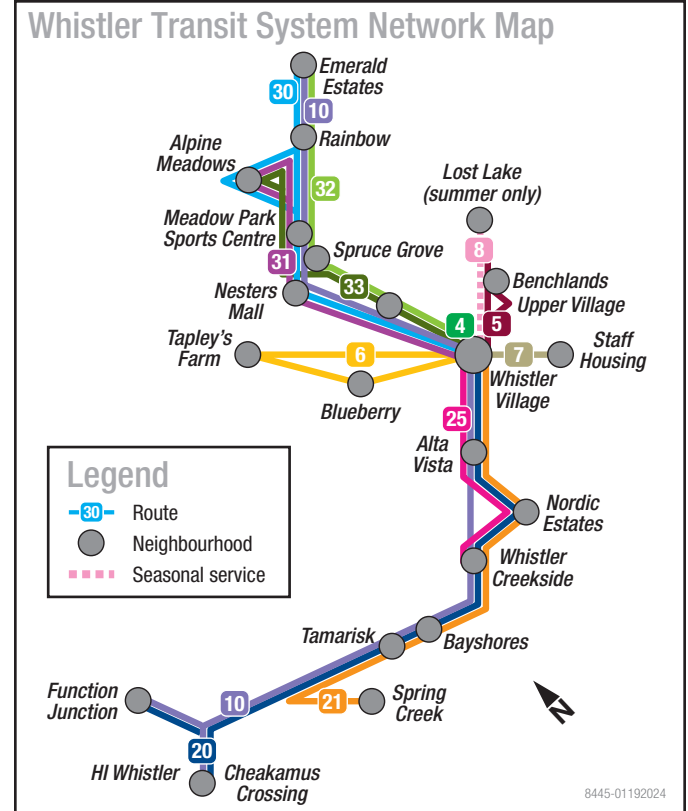 Whistler Transit System Network Map
Emerald
Estates
30
10
Rainbow
Alpine
Meadows
Lost Lake
(summer only)
32
Meadow Park
Sports Centre
8
31
Spruce Grove
33
Benchlands
Nesters
Mall
Upper Village
4
5
Tapley's
Farm
6
7
Staff
Housing
Whistler
Village
Blueberry
25
Alta
Vista
Legend
30
Route
Neighbourhood
Seasonal service
Nordic
Estates
Whistler
Creekside
Tamarisk
Bayshores
Function
Junction
10
21
Spring
Creek
N
20
HI Whistler
Cheakamus
Crossing
8445-01192024